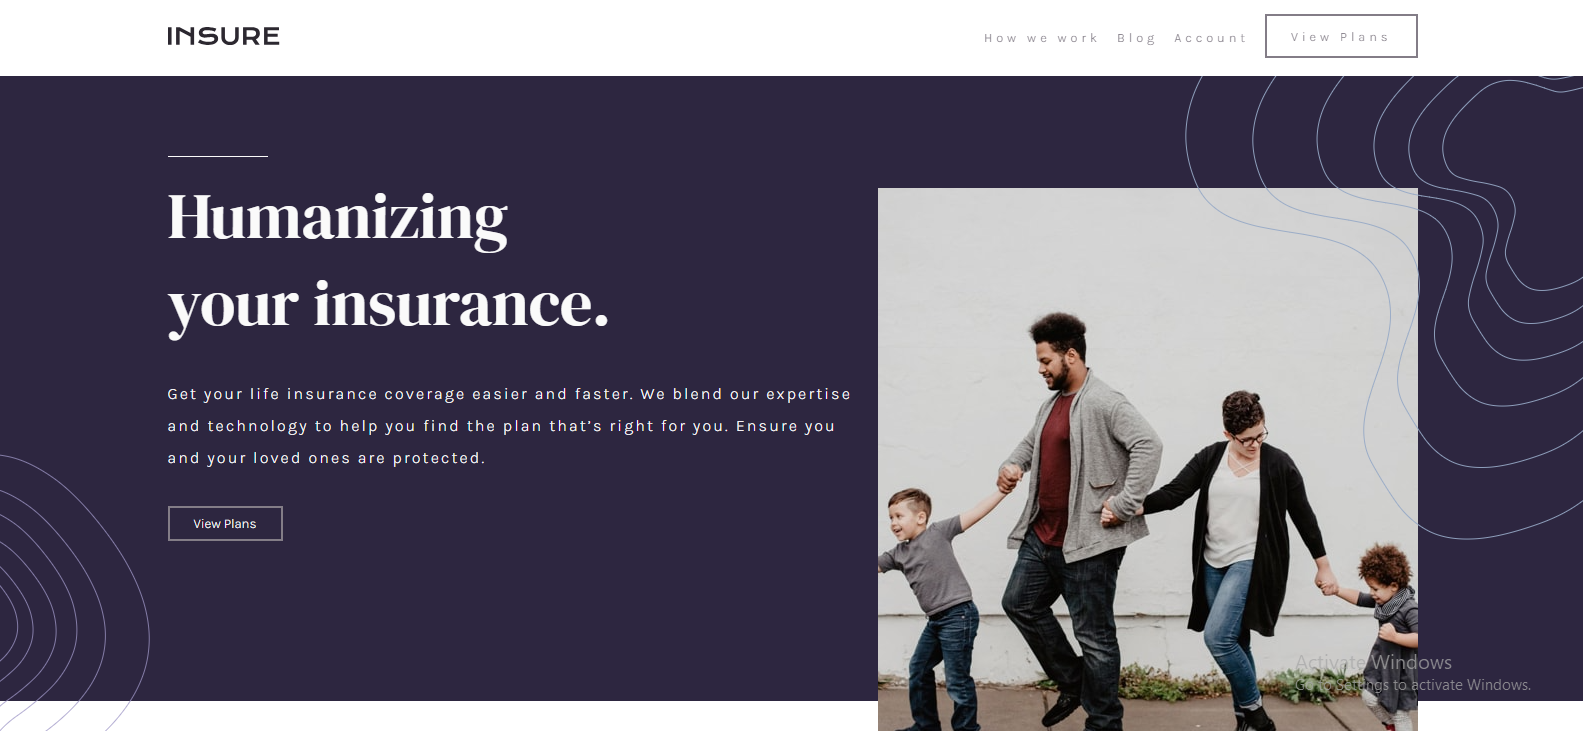 INSURE
How we work Blog Account View Plans
Humanizing
your insurance.
Get your life insurance coverage easier and faster. We blend our expertise
and technology to help you find the plan that's right for you. Ensure you
and your loved ones are protected.
View Plans
Activate Windows
Go to Settings to activate Windows.